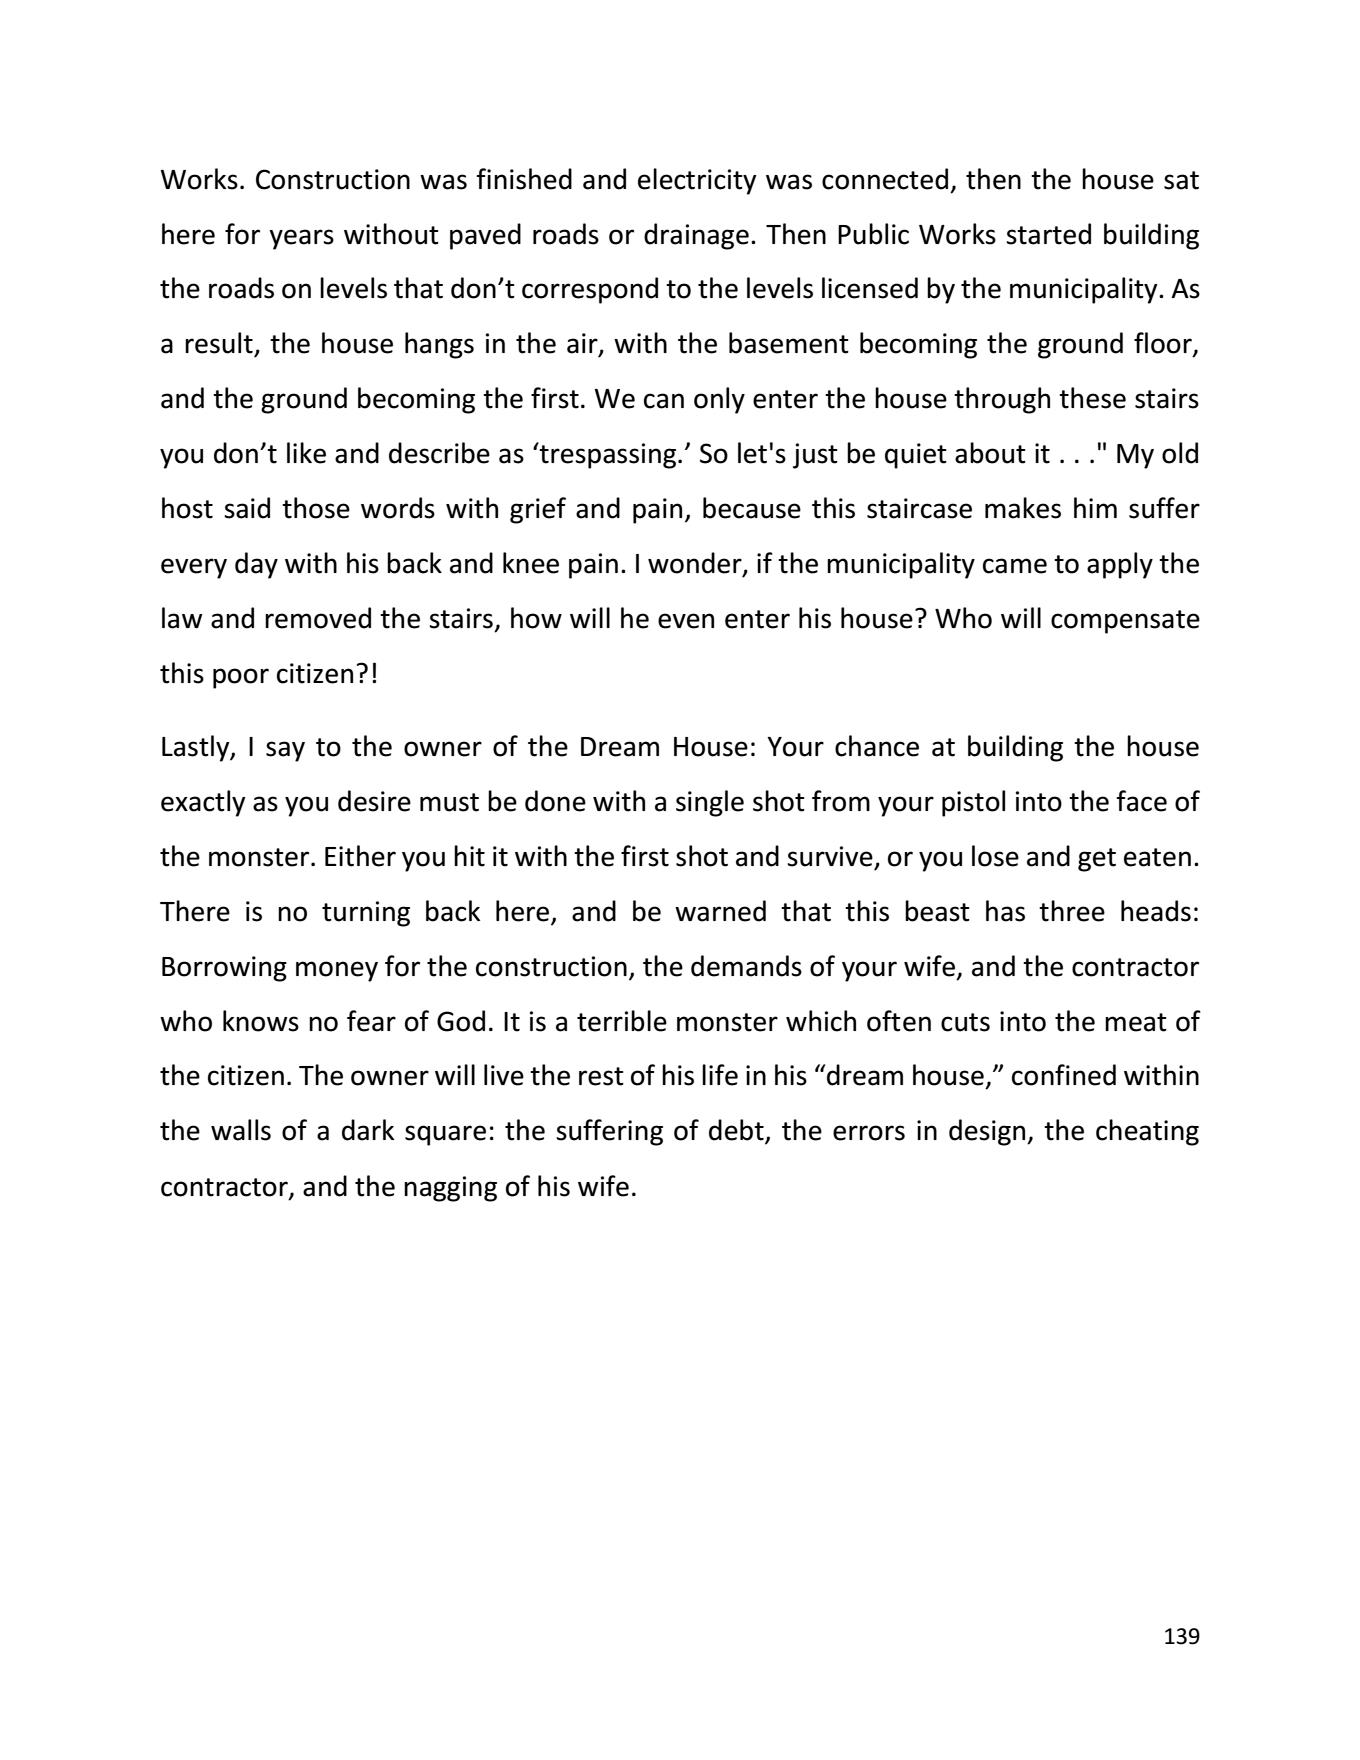 Works. Construction was finished and electricity was connected, then the house sat
here for years without paved roads or drainage. Then Public Works started building
the roads on levels that don’t correspond to the levels licensed by the municipality. As
a result, the house hangs in the air, with the basement becoming the ground floor,
and the ground becoming the first. We can only enter the house through these stairs
you don’t like and describe as ‘trespassing.’ So let's just be quiet about it . . ." My old
host said those words with grief and pain, because this staircase makes him suffer
every day with his back and knee pain. I wonder, if the municipality came to apply the
law and removed the stairs, how will he even enter his house? Who will compensate
this poor citizen?!
Lastly, I say to the owner of the Dream House: Your chance at building the house
exactly as you desire must be done with a single shot from your pistol into the face of
the monster. Either you hit it with the first shot and survive, or you lose and get eaten.
There is no turning back here, and be warned that this beast has three heads:
Borrowing money for the construction, the demands of your wife, and the contractor
who knows no fear of God. It is a terrible monster which often cuts into the meat of
the citizen. The owner will live the rest of his life in his “dream house,” confined within
the walls of a dark square: the suffering of debt, the errors in design, the cheating
contractor, and the nagging of his wife.
139